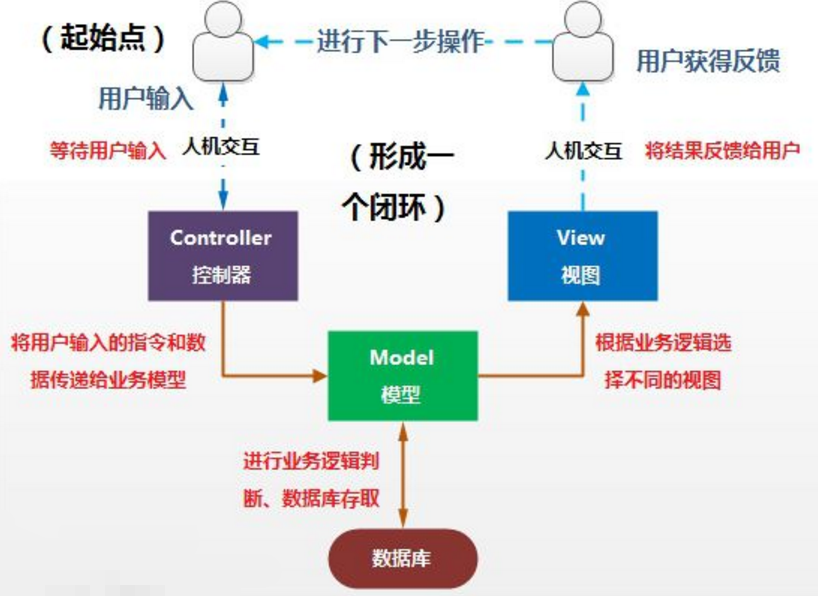 （起始点）
进行下一步操作
用户获得反馈
用户输入
等待用户输入
人机交互
（形成一
个闭环）
人机交互
将结果反馈给用户
Controller
控制器
View
视图
将用户输入的指令和数
据传递给业务模型
Model
模型
根据业务逻辑选
择不同的视图
进行业务逻辑判
断、数据库存取
数据库